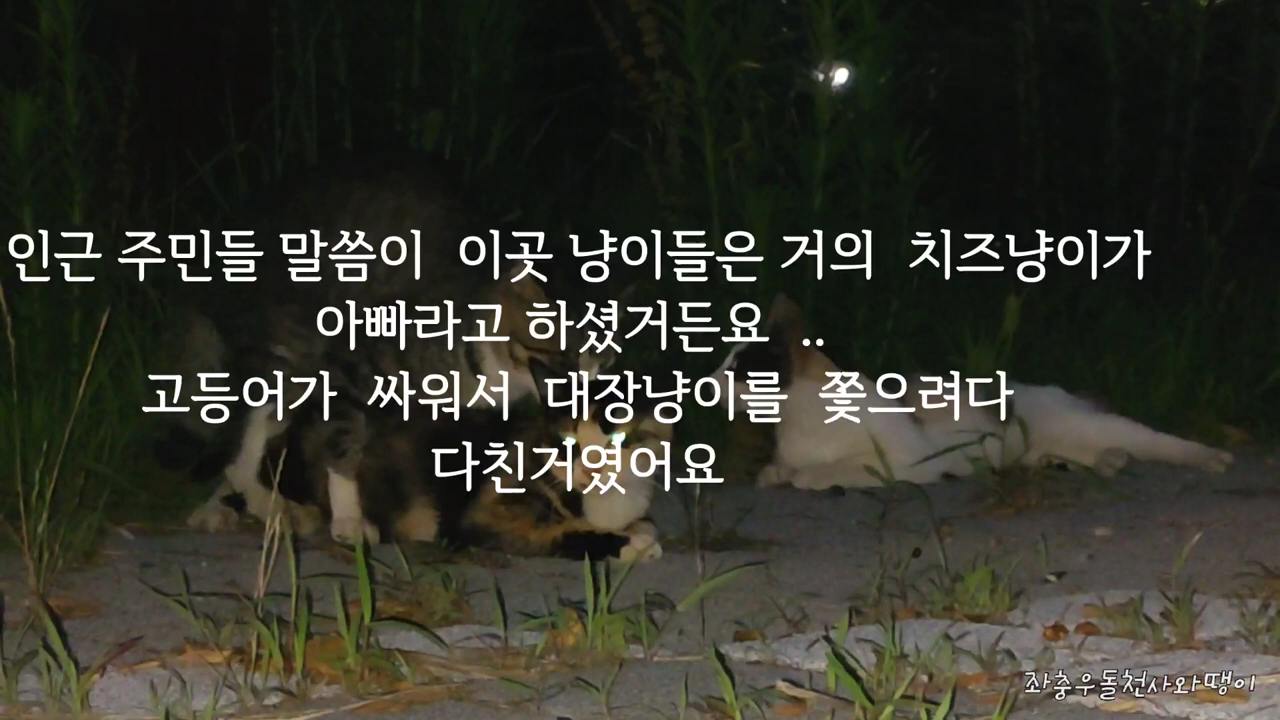 인근 주민들 말씀이 이곳 냥이들은 거의 치즈냥이가
아빠라고 하셨거든요 ..
고등어가 싸워서 대장냥이를 쫓으려다
다친거였어요
좌충우돌천사와땡이